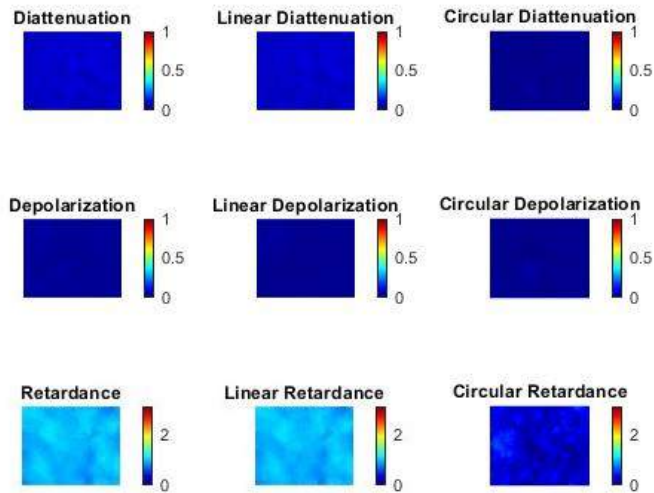 Diattenuation
Linear Diattenuation
Circular Diattenuation
1
0.5
0
1
0.5
0
1
0.5
0
Depolarization
Linear Depolarization
Circular Depolarization
1
0.5
0
1
0.5
0
1
0.5
0
Retardance
Linear Retardance
Circular Retardance
2
0
2
0
2
0